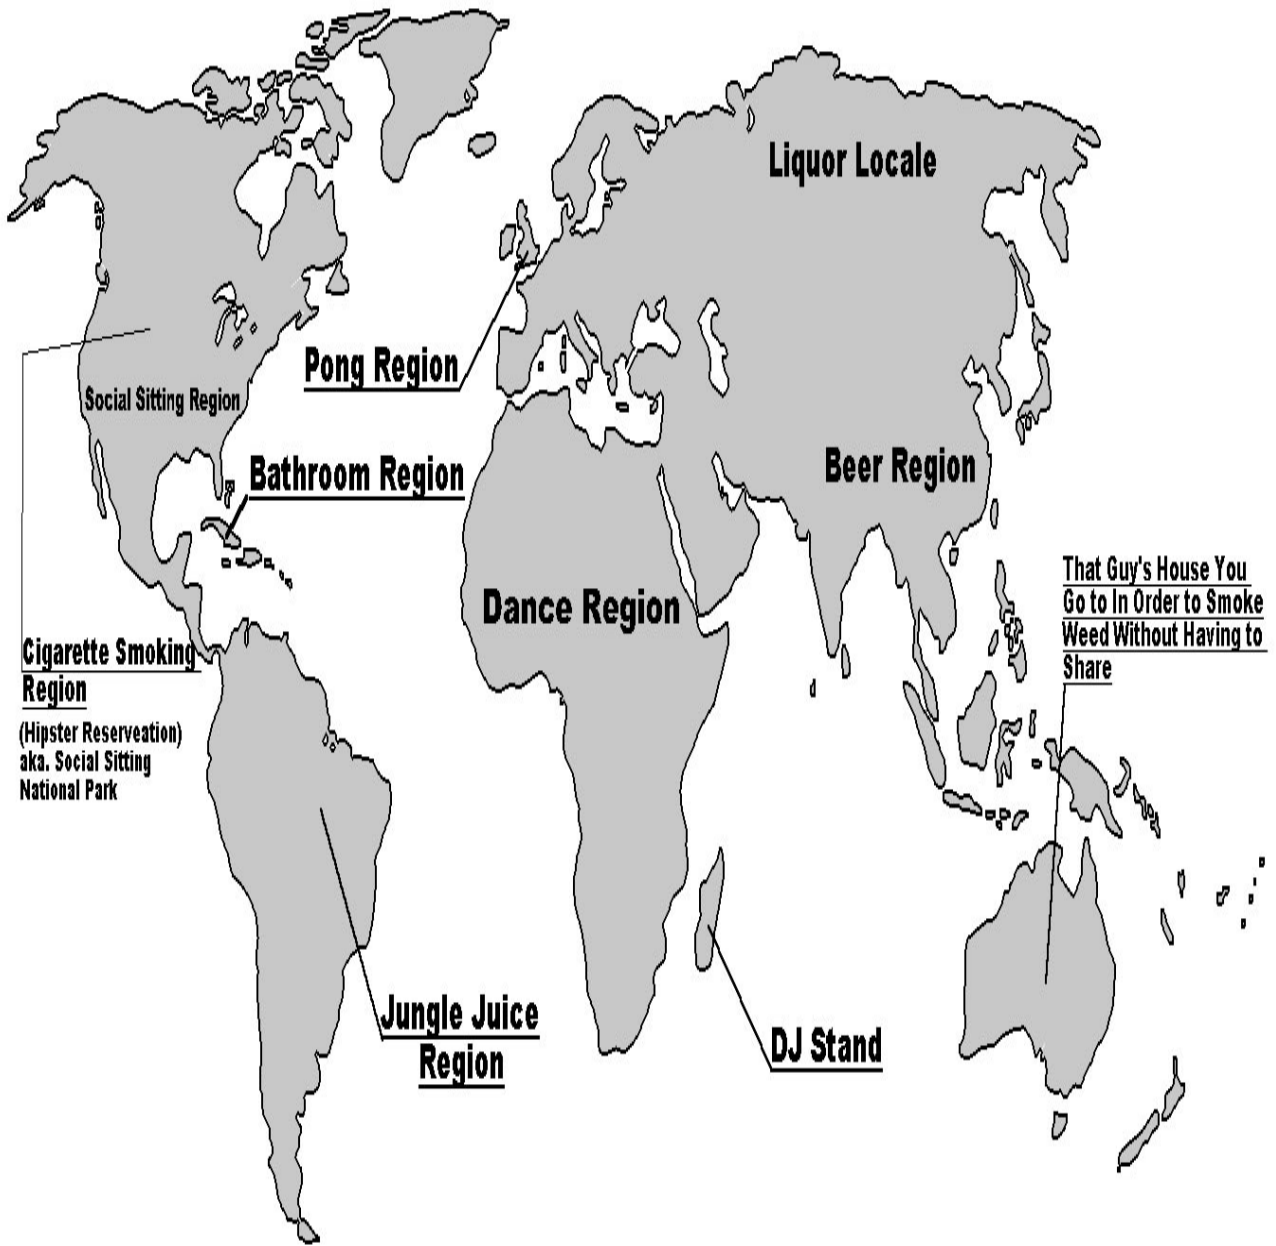 Liquor Locale
Pong Region
Social Sitting Region
Bathroom Region
Beer Region
Dance Region
That Guy's House You
Go to In Order to Smoke
Weed Without Having to
Share
Cigarette Smoking
Region
(Hipster Reserveation)
aka. Social Sitting
National Park
Jungle Juice
Region
DJ Stand